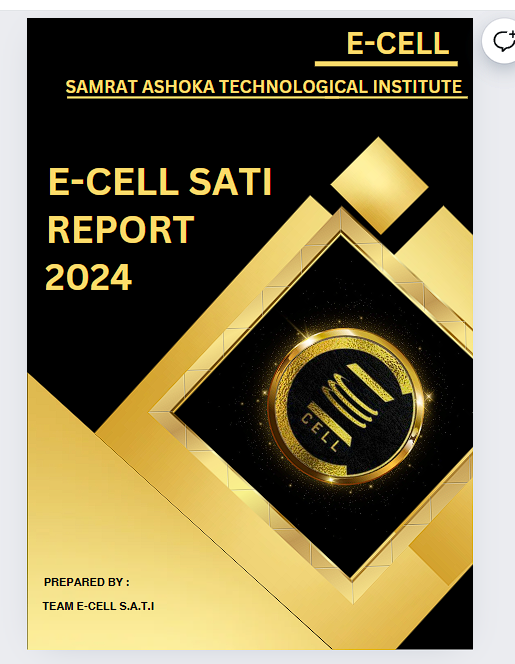 E-CELL
SAMRAT ASHOKA TECHNOLOGICAL INSTITUTE
E-CELL SATI
REPORT
2024
CELL
PREPARED BY :
TEAM E-CELL S.A.T.I